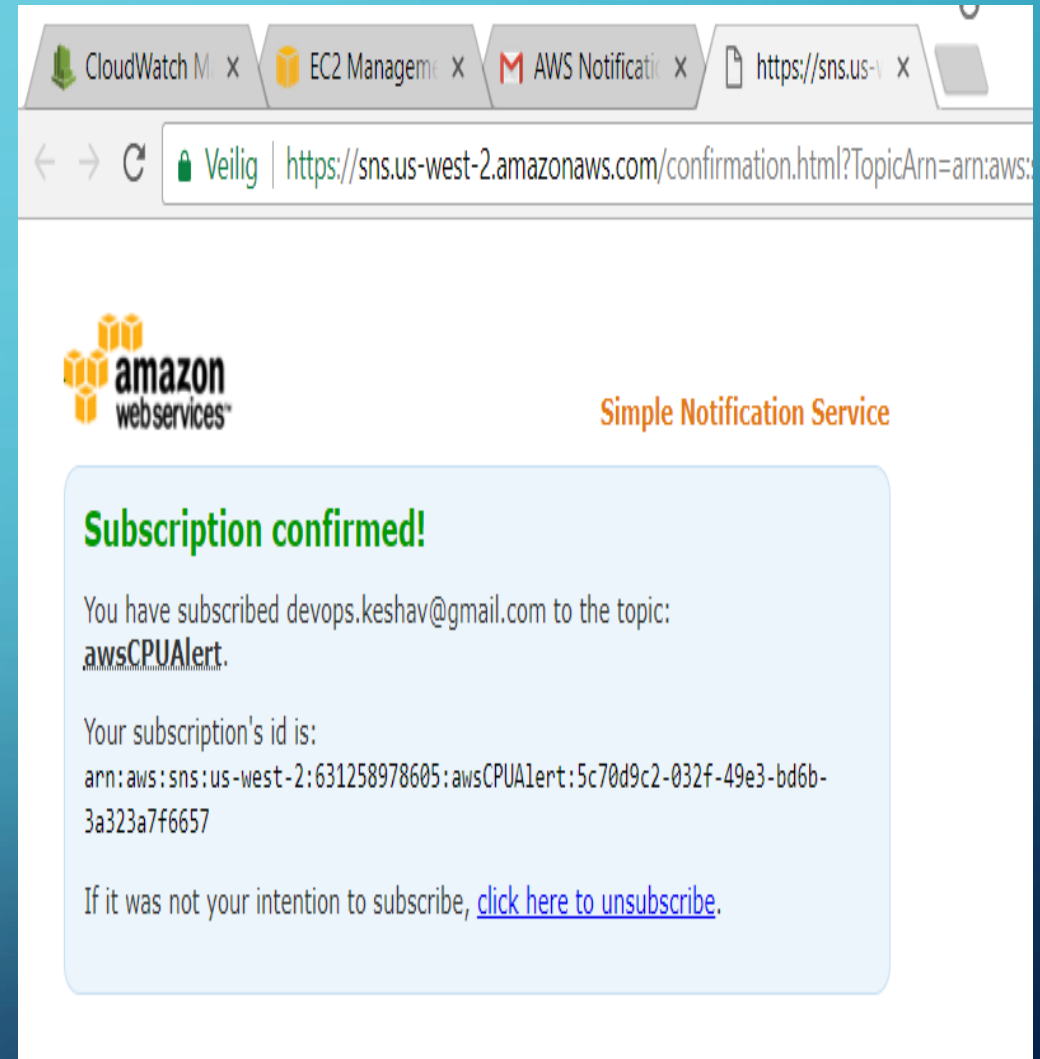 CloudWatch M
EC2 Manageme
AWS Notificatio
https://sns.us-w
Veilig
https://sns.us-west-2.amazonaws.com/confirmation.html?TopicArn=arn:aws:s
amazon
webservices™
Simple Notification Service
Subscription confirmed!
You have subscribed devops.keshav@gmail.com to the topic:
awsCPUAlert.
Your subscription's id is:
arn:aws:sns:us-west-2:631258978605:awsCPUAlert:5c70d9c2-032f-49e3-bd6b-
3a323a7f6657
If it was not your intention to subscribe, click here to unsubscribe.